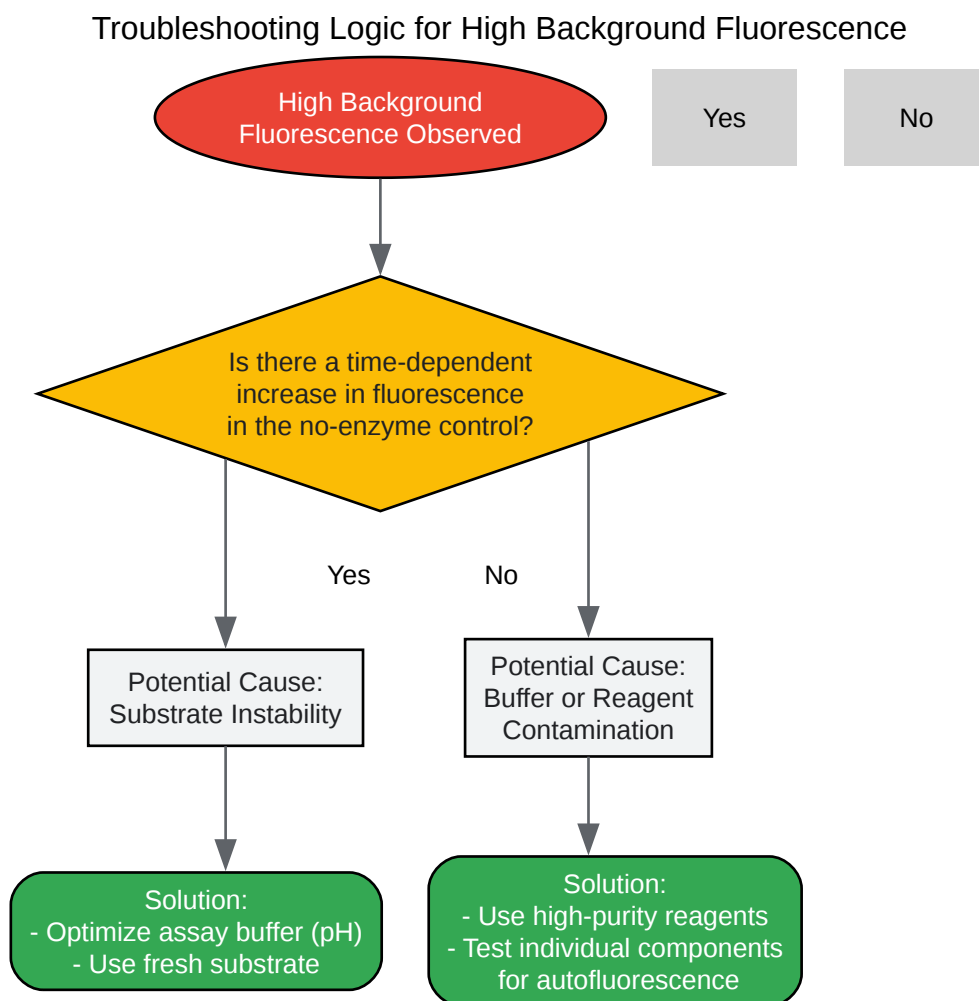 Troubleshooting Logic for High Background Fluorescence
High Background
Fluorescence Observed
Yes
No
Is there a time-dependent
increase in fluorescence
in the no-enzyme control?
Yes
No
Potential Cause:
Substrate Instability
Potential Cause:
Buffer or Reagent
Contamination
Solution:
- Optimize assay buffer (pH)
- Use fresh substrate
Solution:
- Use high-purity reagents
- Test individual components
for autofluorescence